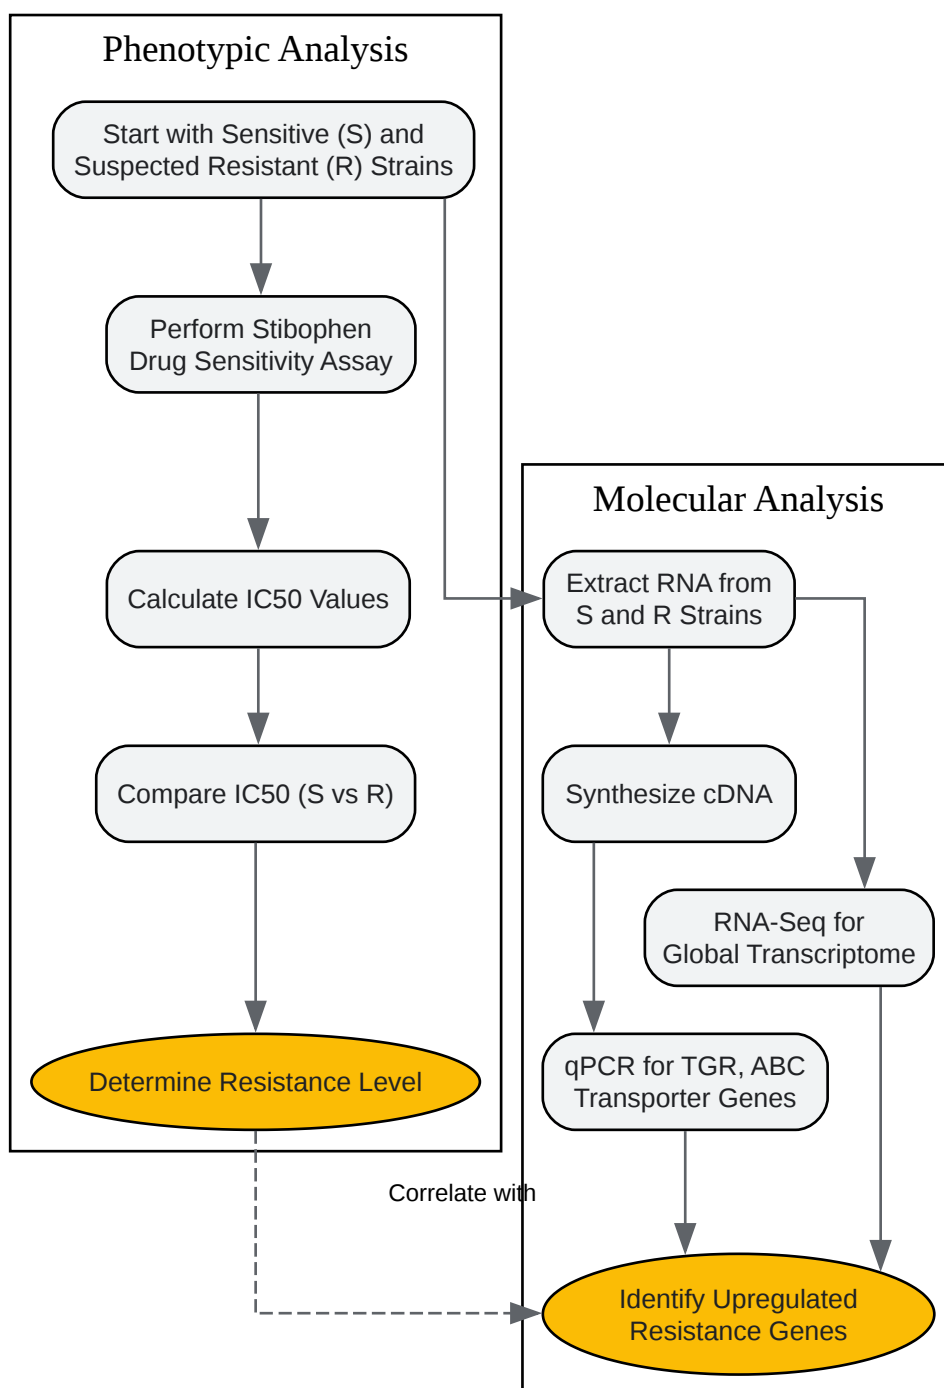 Phenotypic Analysis
Start with Sensitive (S) and
Suspected Resistant (R) Strains
Perform Stibophen
Drug Sensitivity Assay
Calculate IC50 Values
Compare IC50 (S vs R)
Determine Resistance Level
Correlate with
Molecular Analysis
Extract RNA from
S and R Strains
Synthesize cDNA
RNA-Seq for
Global Transcriptome
qPCR for TGR, ABC
Transporter Genes
Identify Upregulated
Resistance Genes